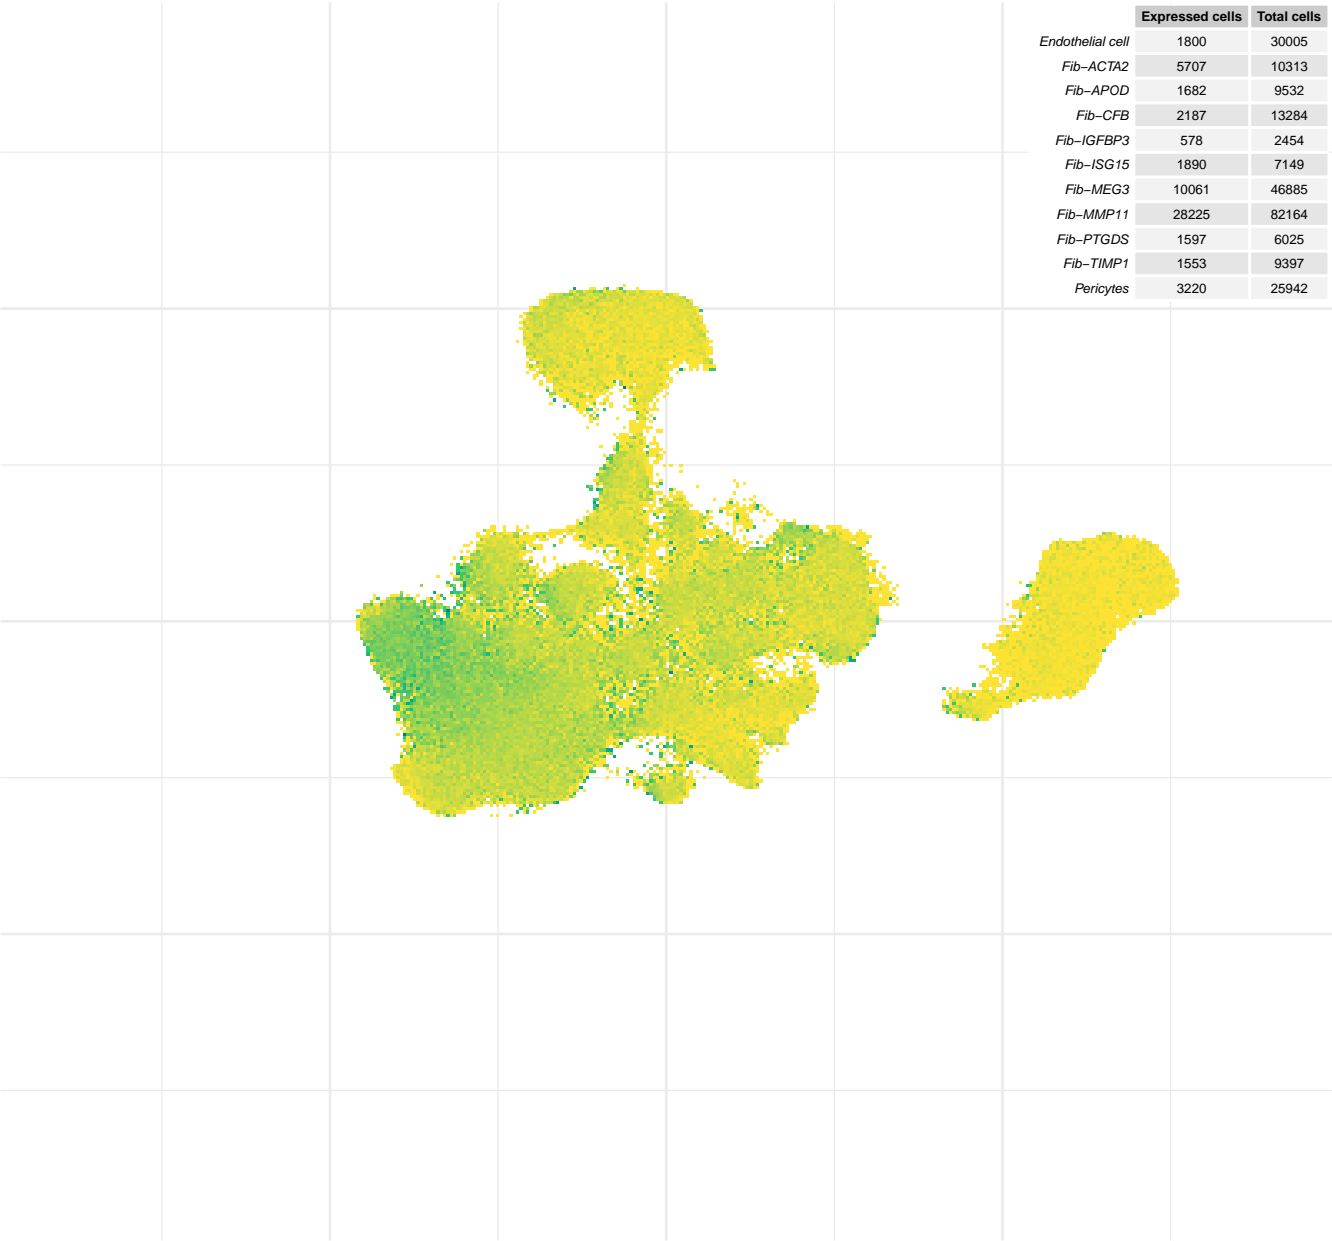 Expressed cells Total cells
Endothelial cell 1800 30005
Fib−ACTA2 5707 10313
Fib−APOD 1682 9532
Fib−CFB 2187 13284
Fib−IGFBP3 578 2454
Fib−ISG15 1890 7149
Fib−MEG3 10061 46885
Fib−MMP11 28225 82164
Fib−PTGDS 1597 6025
Fib−TIMP1 1553 9397
Pericytes 3220 25942